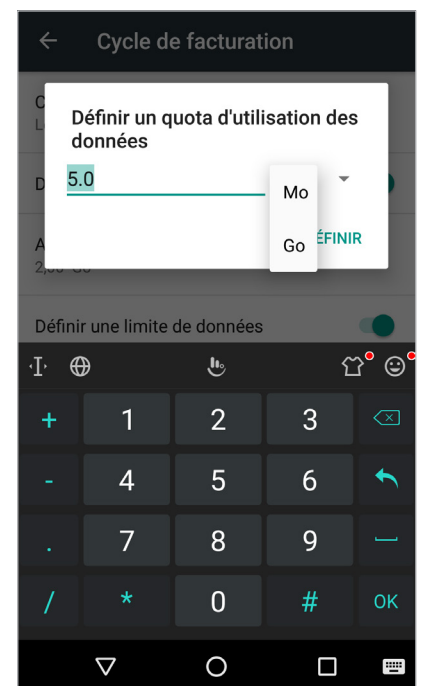 Cycle de facturation
C
L
Définir un quota d'utilisation des
données
D
5.0
Mo
Go
ÉFINIR
A
Définir une limite de données
+ 1 2 3
- 4 5 6
. 7 8 9
/ * 0 # OK